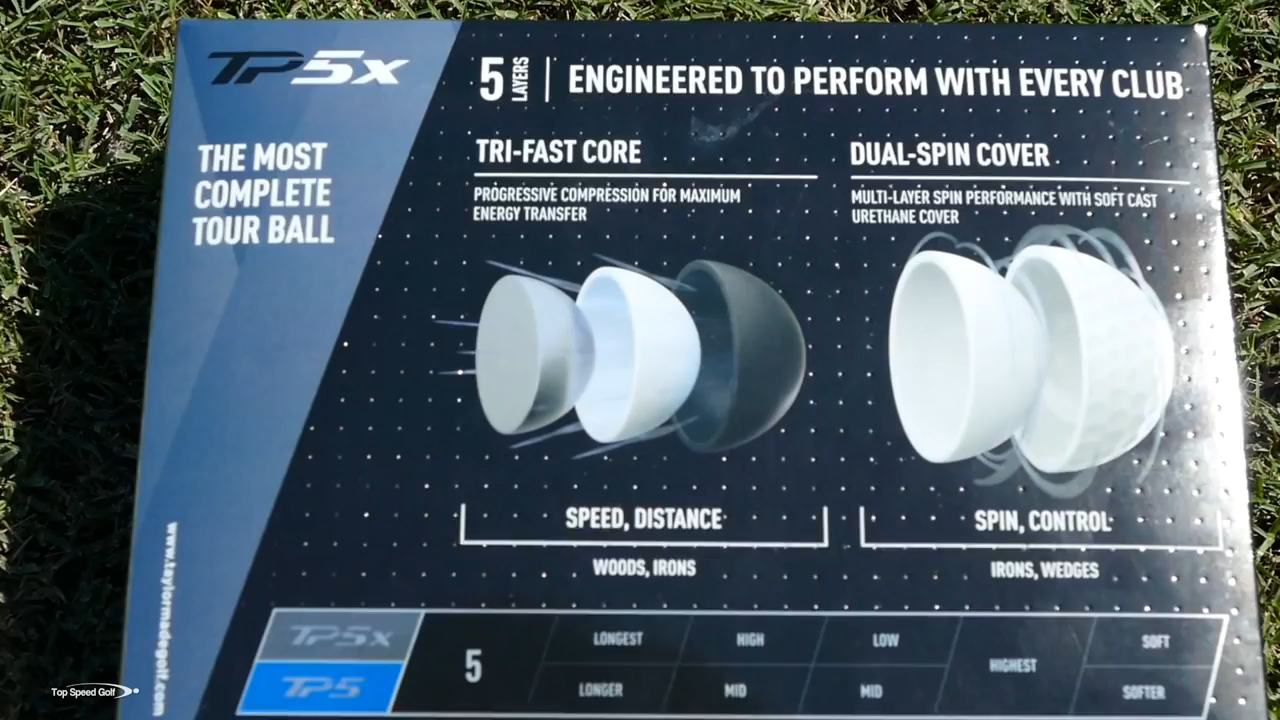 TP5x
THE MOST
COMPLETE
TOUR BALL
www.taylormadegolf.com
5 LAYERS | ENGINEERED TO PERFORM WITH EVERY CLUB
TRI-FAST CORE
PROGRESSIVE COMPRESSION FOR MAXIMUM
ENERGY TRANSFER
SPEED, DISTANCE
WOODS, IRONS
DUAL-SPIN COVER
MULTI-LAYER SPIN PERFORMANCE WITH SOFT CAST
URETHANE COVER
SPIN, CONTROL
IRONS, WEDGES
TP5x 5 LONGEST HIGH LOW HIGHEST SOFT
TP5 LONGER MID MID SOFTER
Top Speed Golf